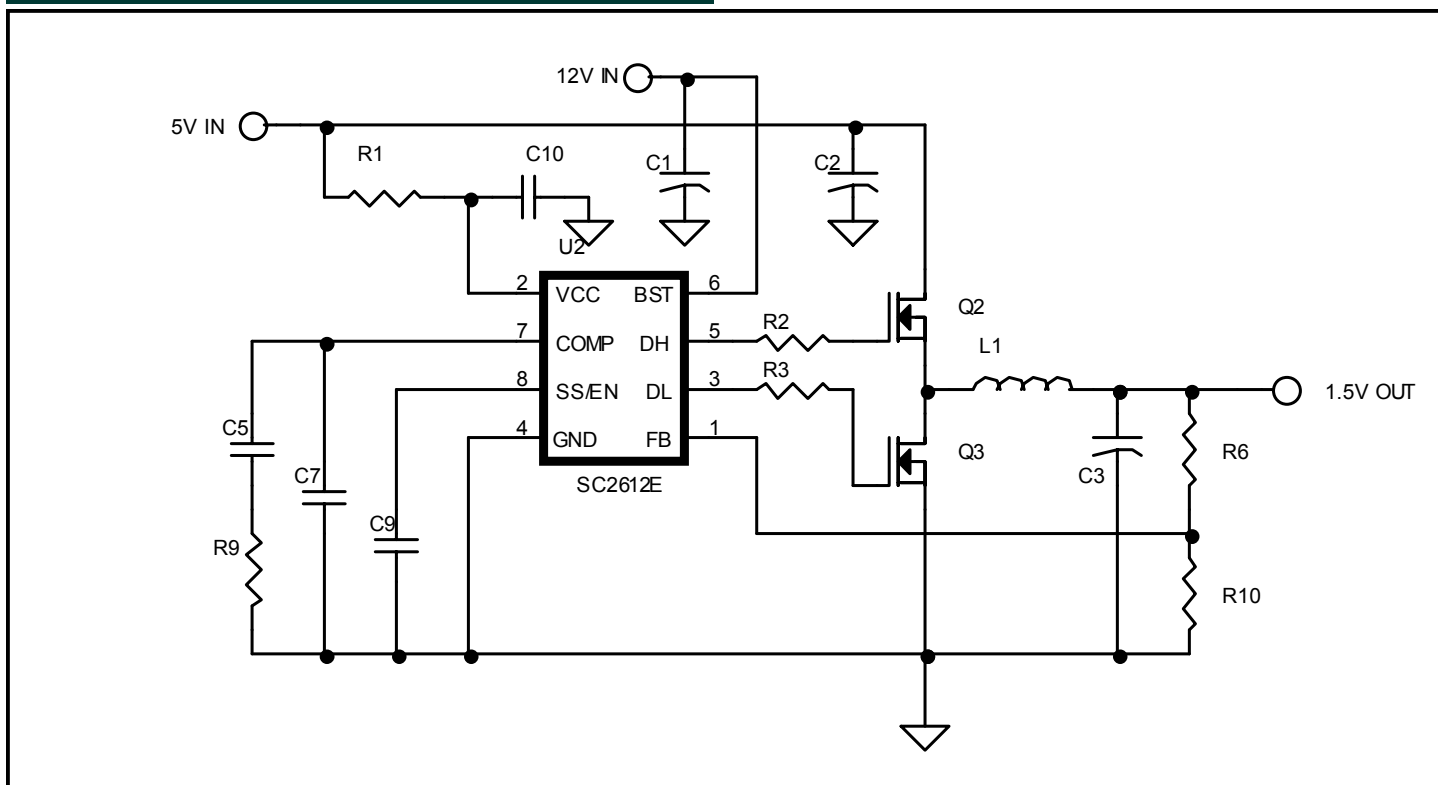 12V IN
5V IN
R1
C10
C1
C2
U2
2
VCC
BST
6
Q2
7
COMP
DH
5
R2
L1
8
SS/EN
DL
3
R3
1.5V OUT
C5
4
GND
FB
1
Q3
R6
C7
SC2612E
C3
C9
R9
R10